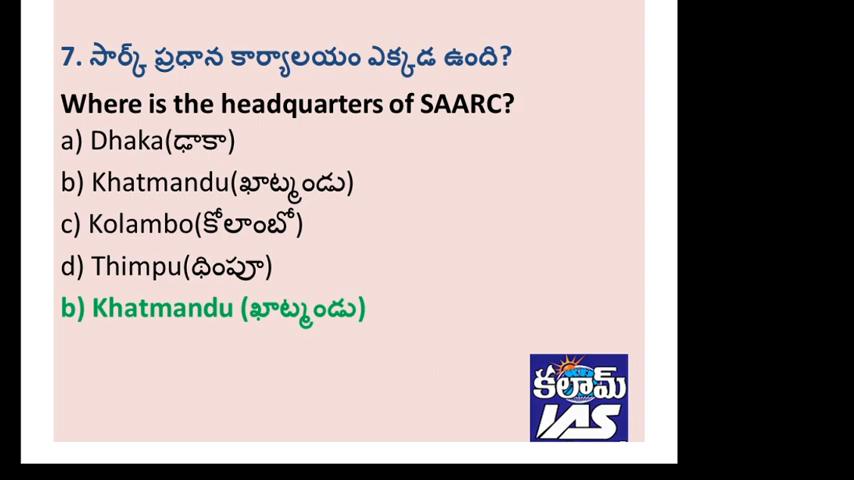 7. సార్క్ ప్రధాన కార్యాలయం ఎక్కడ ఉంది?
Where is the headquarters of SAARC?
a) Dhaka(ఢాకా)
b) Khatmandu(ఖాట్మండు)
c) Kolambo(కోలాంబో)
d) Thimpu(థింపూ)
b) Khatmandu (ఖాట్మండు)
కలామ్
IAS